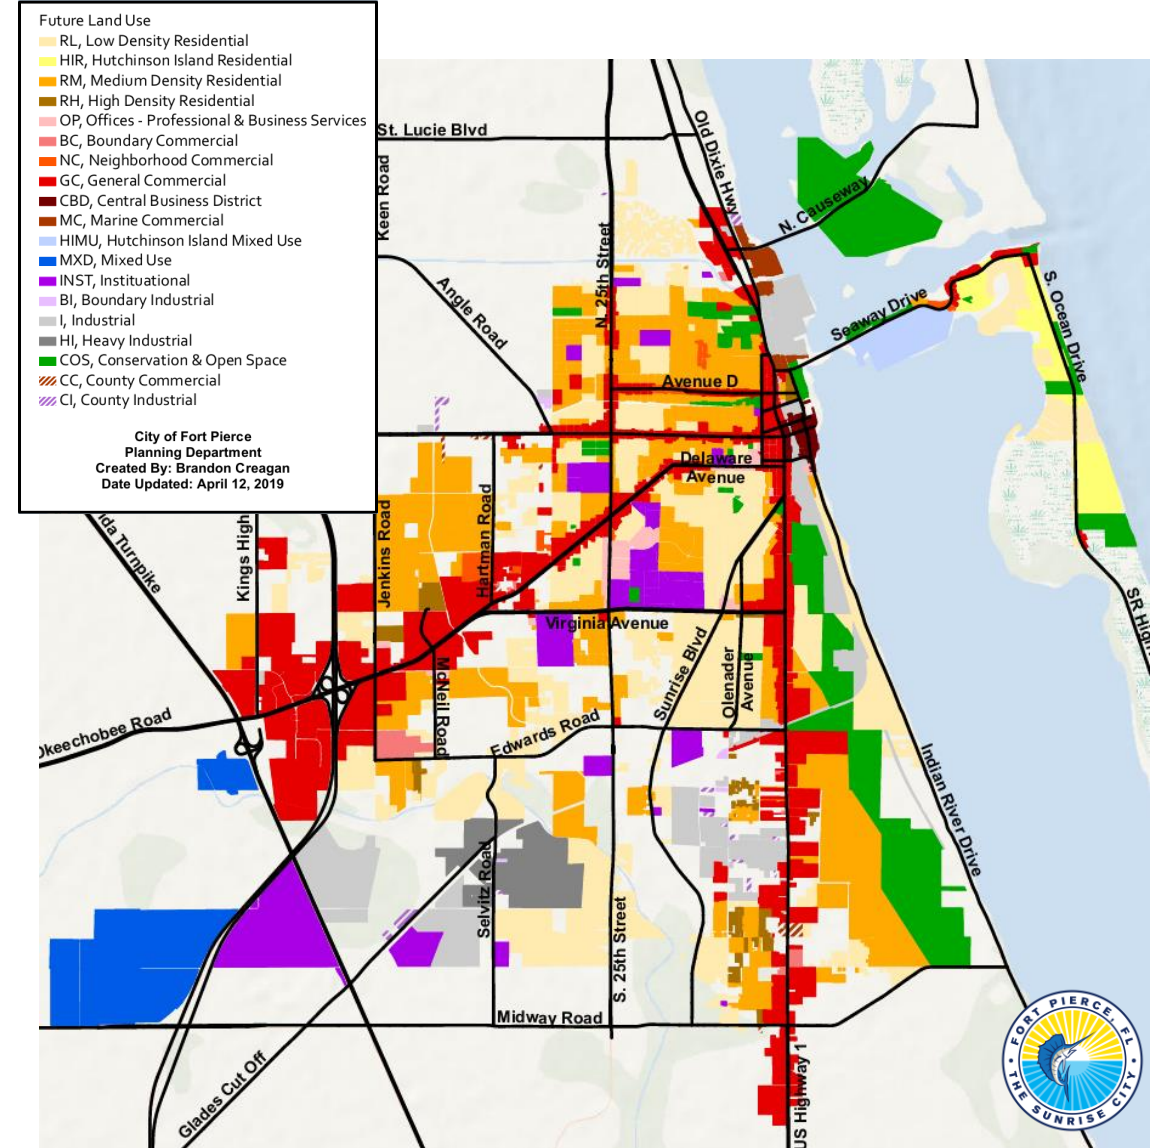 Future Land Use
RL, Low Density Residential
HIR, Hutchinson Island Residential
RM, Medium Density Residential
RH, High Density Residential
OP, Offices - Professional & Business Services
BC, Boundary Commercial
NC, Neighborhood Commercial
GC, General Commercial
CBD, Central Business District
MC, Marine Commercial
HIMU, Hutchinson Island Mixed Use
MXD, Mixed Use
INST, Instituational
BI, Boundary Industrial
I, Industrial
HI, Heavy Industrial
COS, Conservation & Open Space
CC, County Commercial
CI, County Industrial
City of Fort Pierce
Planning Department
Created By: Brandon Creagan
Date Updated: April 12, 2019
St. Lucie Blvd
Old Dixie Hwy
Keen Road
N. Causeway
N. 25th Street
Angle Road
Seaway Drive
S. Ocean Drive
Avenue D
Delaware
Avenue
Hartman Road
Jenkins Road
Kings High
ida Turnpike
SR High
Virginia Avenue
Sunrise Blvd
Olenader
Avenue
McNeil Road
Okeechobee Road
Edwards Road
Indian River Drive
Selvitz Road
S. 25th Street
Midway Road
Glades Cut Off
US Highway 1
FORT PIERCE, FL
THE SUNRISE CITY